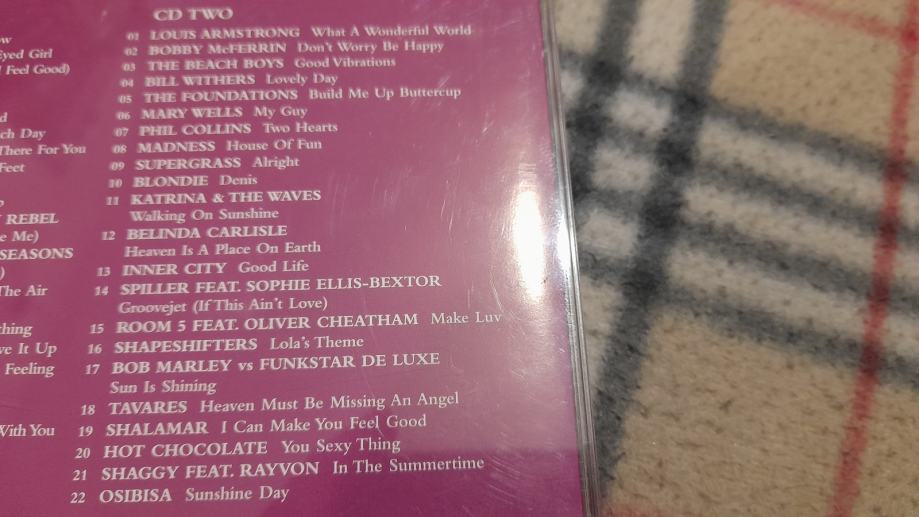 ow
Eyed Girl
I Feel Good)
d
ch Day
There For You
Feet
P
Y REBEL
e Me)
SEASONS
)
The Air
thing
ve It Up
Feeling
With You
CD TWO
01 LOUIS ARMSTRONG What A Wonderful World
02 BOBBY McFERRIN Don't Worry Be Happy
03 THE BEACH BOYS Good Vibrations
04 BILL WITHERS Lovely Day
05 THE FOUNDATIONS Build Me Up Buttercup
06 MARY WELLS My Guy
07 PHIL COLLINS Two Hearts
08 MADNESS House Of Fun
09 SUPERGRASS Alright
10 BLONDIE Denis
11 KATRINA & THE WAVES
Walking On Sunshine
12 BELINDA CARLISLE
Heaven Is A Place On Earth
13 INNER CITY Good Life
14 SPILLER FEAT. SOPHIE ELLIS-BEXTOR
Groovejet (If This Ain't Love)
15 ROOM 5 FEAT. OLIVER CHEATHAM Make Luv
16 SHAPESHIFTERS Lola's Theme
17 BOB MARLEY vs FUNKSTAR DE LUXE
Sun Is Shining
18 TAVARES Heaven Must Be Missing An Angel
19 SHALAMAR I Can Make You Feel Good
20 HOT CHOCOLATE You Sexy Thing
21 SHAGGY FEAT. RAYVON In The Summertime
22 OSIBISA Sunshine Day